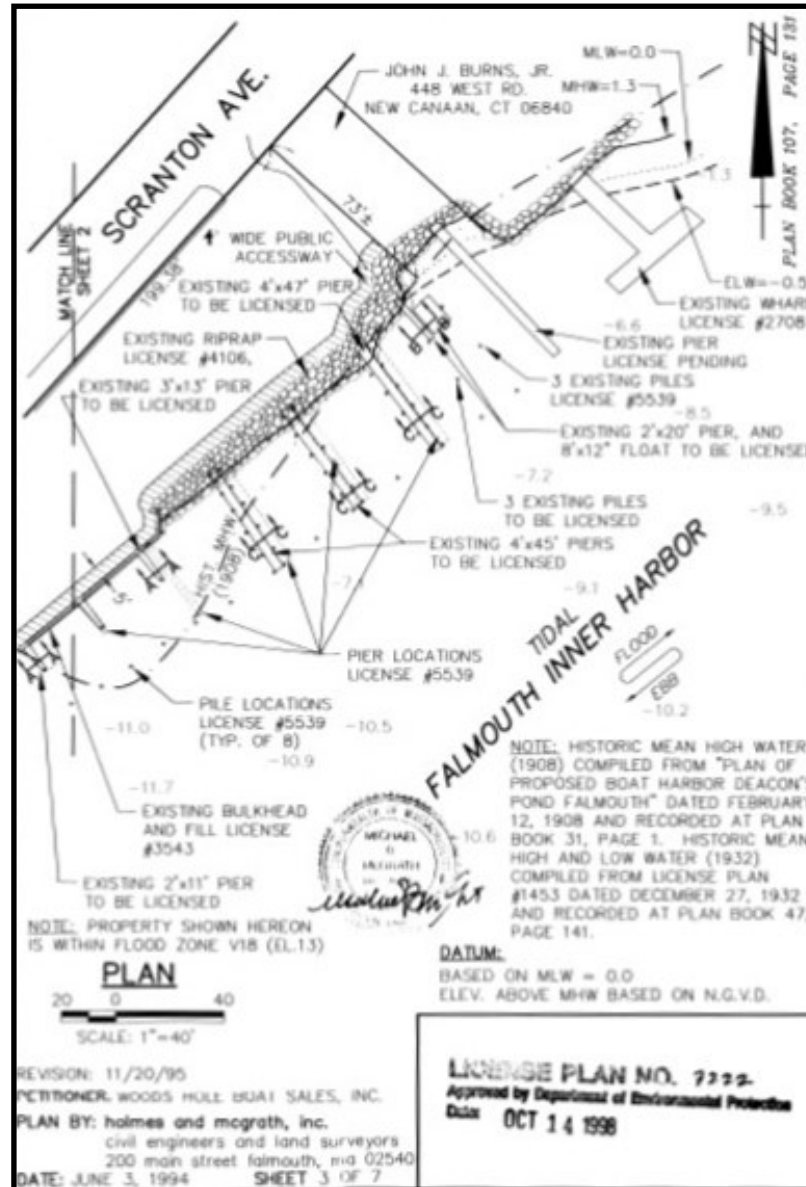 PLAN BOOK 107, PAGE 131
MLW=0.0
MHW=1.3
JOHN J. BURNS, JR.
448 WEST RD.
NEW CANAAN, CT 06840
SCRANTON AVE.
MATCH LINE
SHEET 2
199.38'
73'±
-1.3
4' WIDE PUBLIC
ACCESSWAY
EXISTING 4'x47' PIER
TO BE LICENSED
EXISTING RIPRAP
LICENSE #4106,
EXISTING 3'x13' PIER
TO BE LICENSED
ELW=-0.5
EXISTING WHARF
LICENSE #2708
-6.6
EXISTING PIER
LICENSE PENDING
3 EXISTING PILES
LICENSE #5539
-8.5
EXISTING 2'x20' PIER, AND
8'x12' FLOAT TO BE LICENSED
-7.2
3 EXISTING PILES
TO BE LICENSED
-9.5
EXISTING 4'x45' PIERS
TO BE LICENSED
HIST. MHW
(1908)
-9.1
5'
PIER LOCATIONS
LICENSE #5539
TIDAL
FALMOUTH INNER HARBOR
FLOOD
EBB
PILE LOCATIONS
LICENSE #5539
(TYP. OF 8)
-11.0
-10.5
-10.2
-10.9
-11.7
-10.6
EXISTING BULKHEAD
AND FILL LICENSE
#3543
EXISTING 2'x11' PIER
TO BE LICENSED
MICHAEL
McGRATH
NOTE: HISTORIC MEAN HIGH WATER
(1908) COMPILED FROM "PLAN OF
PROPOSED BOAT HARBOR DEACON'S
POND FALMOUTH" DATED FEBRUARY
12, 1908 AND RECORDED AT PLAN
BOOK 31, PAGE 1. HISTORIC MEAN
HIGH AND LOW WATER (1932)
COMPILED FROM LICENSE PLAN
#1453 DATED DECEMBER 27, 1932
AND RECORDED AT PLAN BOOK 47,
PAGE 141.
NOTE: PROPERTY SHOWN HEREON
IS WITHIN FLOOD ZONE V18 (EL.13)
DATUM:
BASED ON MLW = 0.0
ELEV. ABOVE MHW BASED ON N.G.V.D.
PLAN
20 0 40
SCALE: 1"=40'
REVISION: 11/20/95
PETITIONER: WOODS HOLE BOAT SALES, INC.
PLAN BY: holmes and mcgrath, inc.
civil engineers and land surveyors
200 main street falmouth, ma 02540
DATE: JUNE 3, 1994 SHEET 3 OF 7
LICENSE PLAN NO. 7222
Approved by Department of Environmental Protection
Date: OCT 14 1998